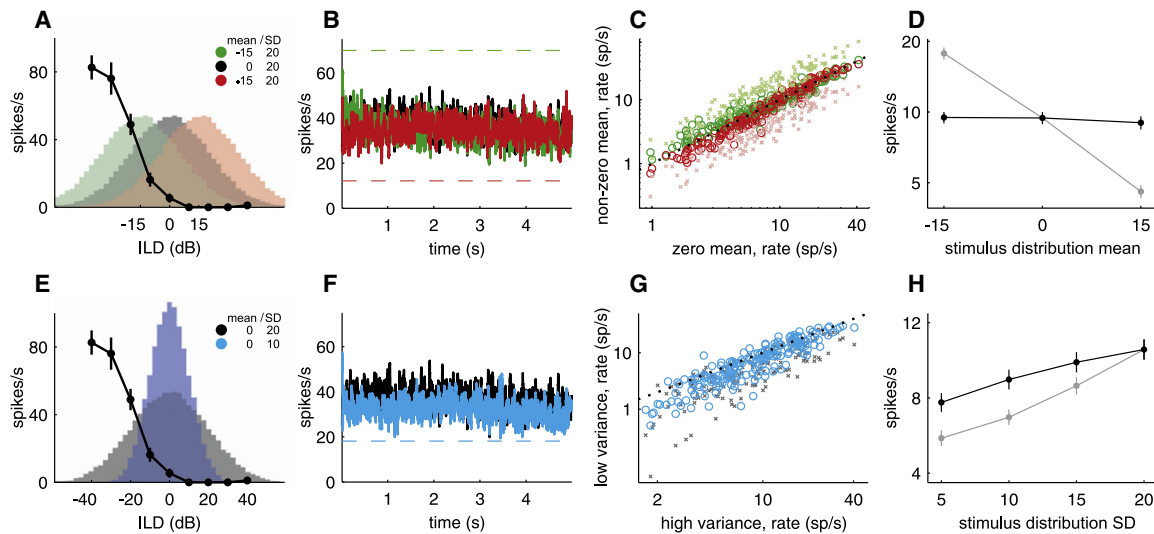 A
mean/SD
-15 20
0 20
-15 20
spikes/s
80
40
0
-15 0 15
ILD (dB)
B
spikes/s
60
40
20
0
1 2 3 4
time (s)
C
non-zero mean, rate (sp/s)
10
1
1 10 40
zero mean, rate (sp/s)
D
spikes/s
20
10
5
-15 0 15
stimulus distribution mean
E
mean/SD
0 20
0 10
spikes/s
80
40
0
-40 -20 0 20 40
ILD (dB)
F
spikes/s
60
40
20
0
1 2 3 4
time (s)
G
low variance, rate (sp/s)
10
1
2 10 40
high variance, rate (sp/s)
H
spikes/s
12
8
4
5 10 15 20
stimulus distribution SD